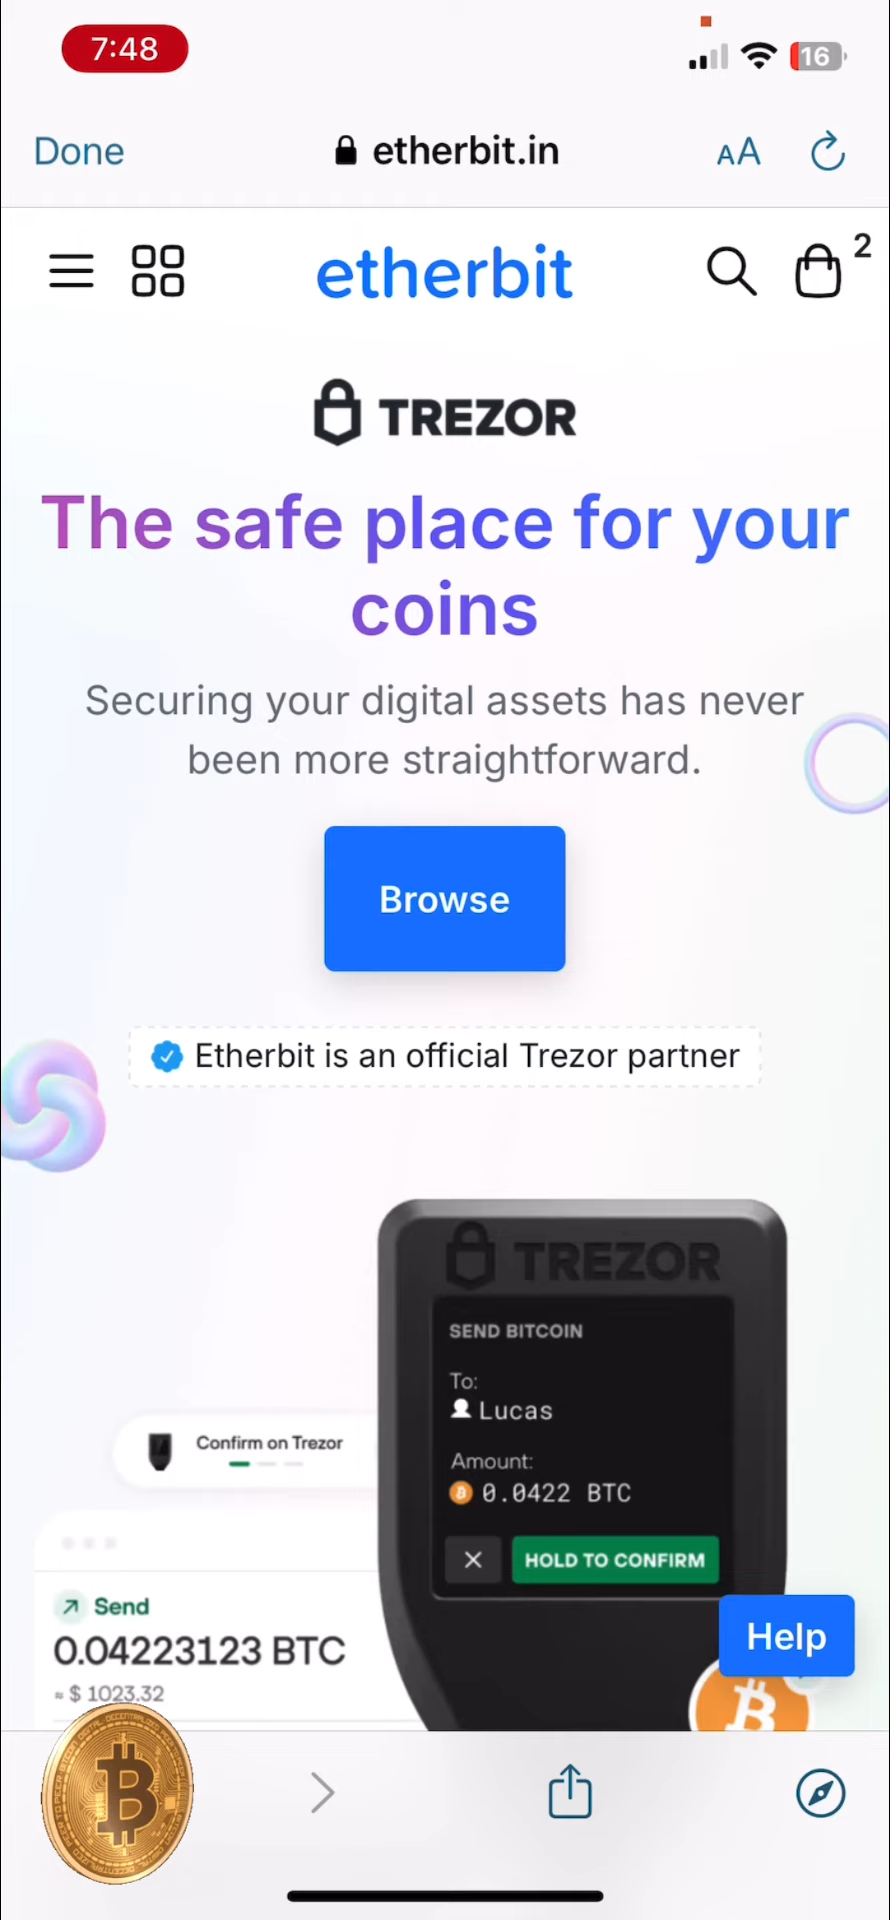 7:48
16
Done
etherbit.in
AA
etherbit
2
TREZOR
The safe place for your
coins
Securing your digital assets has never
been more straightforward.
Browse
Etherbit is an official Trezor partner
TREZOR
SEND BITCOIN
To:
Lucas
Amount:
0.0422 BTC
HOLD TO CONFIRM
Confirm on Trezor
Send
0.04223123 BTC
≈ $ 1023.32
Help